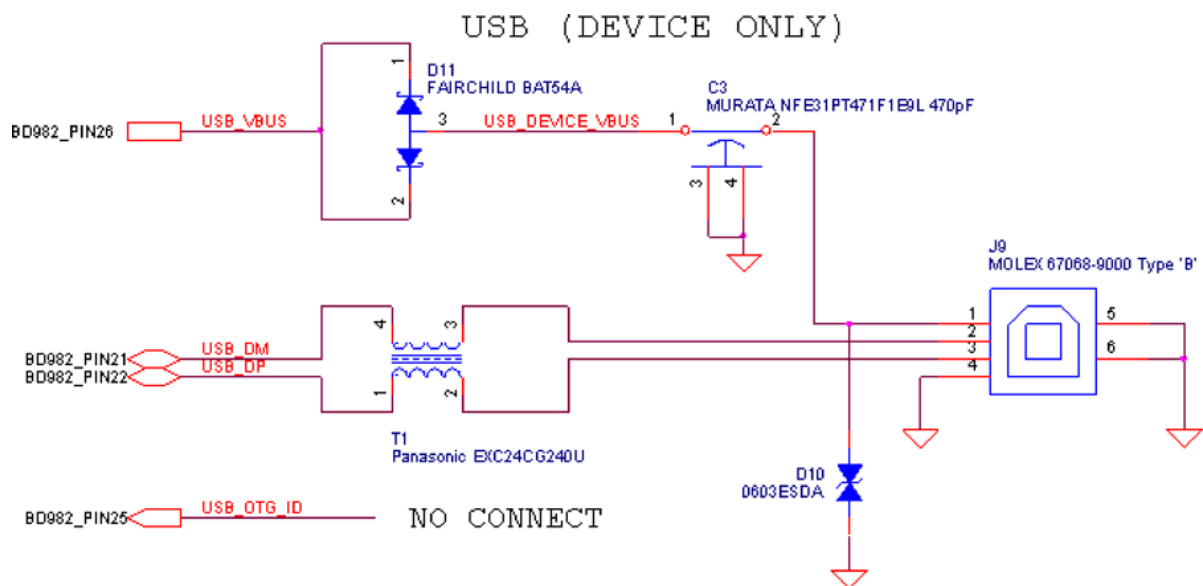 USB (DEVICE ONLY)
1
D11
FAIRCHILD BAT54A
C3
MURATA NFE31PT471F1E9L 470pF
BD982_PIN26
USB_VBUS
3
USB_DEVICE_VBUS
1
2
3
4
2
J9
MOLEX 67068-9000 Type 'B'
4
3
1
5
2
BD982_PIN21
USB_DM
3
6
BD982_PIN22
USB_DP
4
1
2
T1
Panasonic EXC24CG240U
D10
0603ESDA
BD982_PIN25
USB_OTG_ID
NO CONNECT